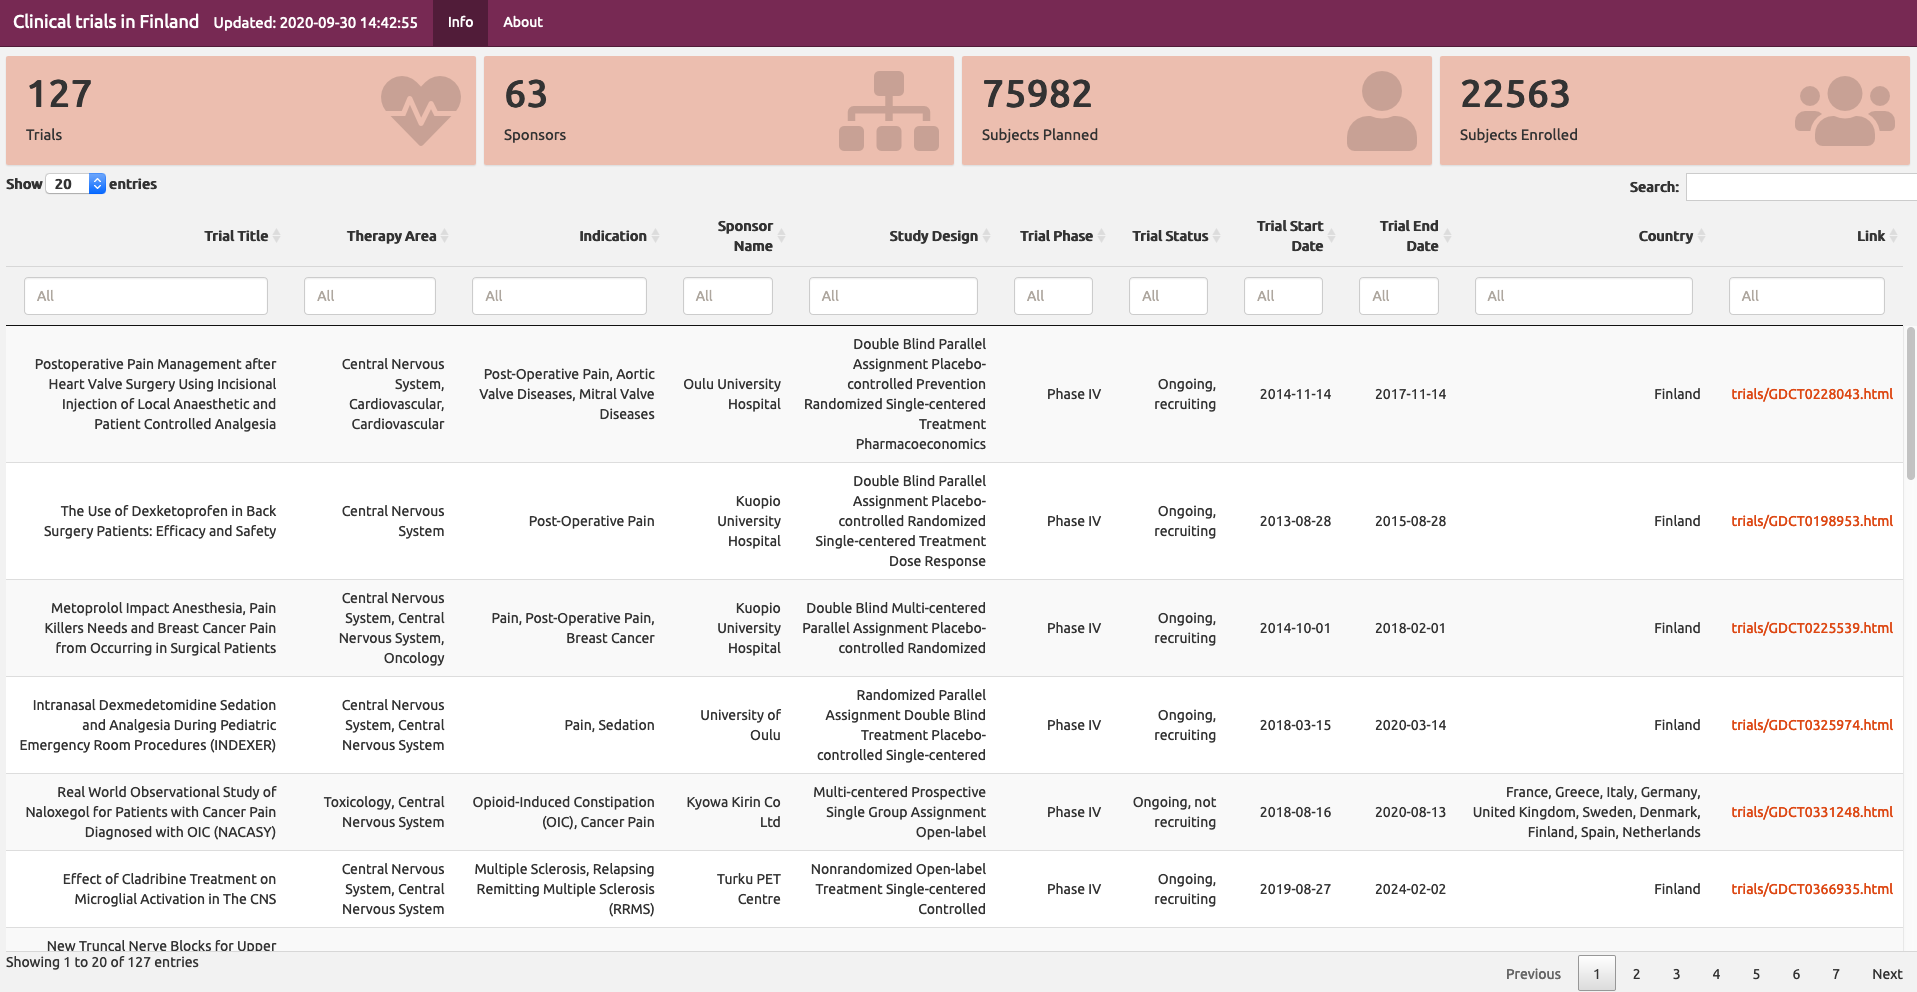 Clinical trials in Finland Updated: 2020-09-30 14:42:55 Info About
127
Trials
63
Sponsors
75982
Subjects Planned
22563
Subjects Enrolled
Show 20 entries
Search:
Trial Title
Therapy Area
Indication
Sponsor
Name
Study Design
Trial Phase
Trial Status
Trial Start
Date
Trial End
Date
Country
Link
All
All
All
All
All
All
All
All
All
All
All
Postoperative Pain Management after
Heart Valve Surgery Using Incisional
Injection of Local Anaesthetic and
Patient Controlled Analgesia
Central Nervous
System,
Cardiovascular,
Cardiovascular
Post-Operative Pain, Aortic
Valve Diseases, Mitral Valve
Diseases
Oulu University
Hospital
Double Blind Parallel
Assignment Placebo-
controlled Prevention
Randomized Single-centered
Treatment
Pharmacoeconomics
Phase IV
Ongoing,
recruiting
2014-11-14
2017-11-14
Finland
trials/GDCT0228043.html
The Use of Dexketoprofen in Back
Surgery Patients: Efficacy and Safety
Central Nervous
System
Post-Operative Pain
Kuopio
University
Hospital
Double Blind Parallel
Assignment Placebo-
controlled Randomized
Single-centered Treatment
Dose Response
Phase IV
Ongoing,
recruiting
2013-08-28
2015-08-28
Finland
trials/GDCT0198953.html
Metoprolol Impact Anesthesia, Pain
Killers Needs and Breast Cancer Pain
from Occurring in Surgical Patients
Central Nervous
System, Central
Nervous System,
Oncology
Pain, Post-Operative Pain,
Breast Cancer
Kuopio
University
Hospital
Double Blind Multi-centered
Parallel Assignment Placebo-
controlled Randomized
Phase IV
Ongoing,
recruiting
2014-10-01
2018-02-01
Finland
trials/GDCT0225539.html
Intranasal Dexmedetomidine Sedation
and Analgesia During Pediatric
Emergency Room Procedures (INDEXER)
Central Nervous
System, Central
Nervous System
Pain, Sedation
University of
Oulu
Randomized Parallel
Assignment Double Blind
Treatment Placebo-
controlled Single-centered
Phase IV
Ongoing,
recruiting
2018-03-15
2020-03-14
Finland
trials/GDCT0325974.html
Real World Observational Study of
Naloxegol for Patients with Cancer Pain
Diagnosed with OIC (NACASY)
Toxicology, Central
Nervous System
Opioid-Induced Constipation
(OIC), Cancer Pain
Kyowa Kirin Co
Ltd
Multi-centered Prospective
Single Group Assignment
Open-label
Phase IV
Ongoing, not
recruiting
2018-08-16
2020-08-13
France, Greece, Italy, Germany,
United Kingdom, Sweden, Denmark,
Finland, Spain, Netherlands
trials/GDCT0331248.html
Effect of Cladribine Treatment on
Microglial Activation in The CNS
Central Nervous
System, Central
Nervous System
Multiple Sclerosis, Relapsing
Remitting Multiple Sclerosis
(RRMS)
Turku PET
Centre
Nonrandomized Open-label
Treatment Single-centered
Controlled
Phase IV
Ongoing,
recruiting
2019-08-27
2024-02-02
Finland
trials/GDCT0366935.html
New Truncal Nerve Blocks for Upper
Showing 1 to 20 of 127 entries
Previous 1 2 3 4 5 6 7 Next